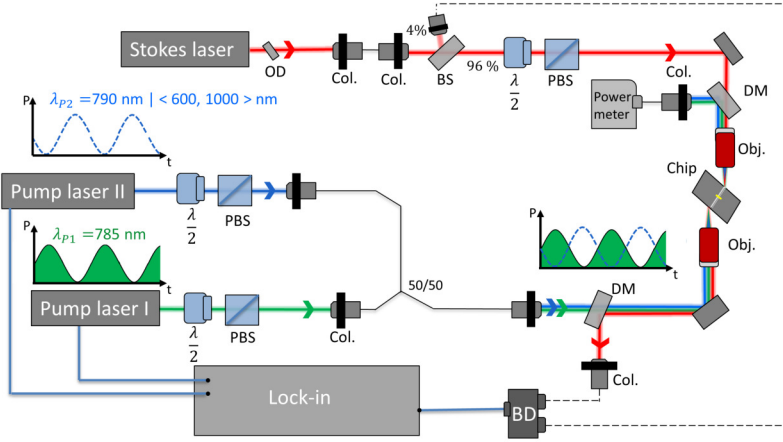 Stokes laser
OD
Col.
Col.
4%
BS
96 %
λ
2
PBS
Col.
DM
Power
meter
Obj.
Chip
Obj.
P
λP2 =790 nm | < 600, 1000 > nm
t
Pump laser II
λ
2
PBS
P
λP1 =785 nm
t
Pump laser I
λ
2
PBS
Col.
50/50
P
t
DM
Col.
Lock-in
BD